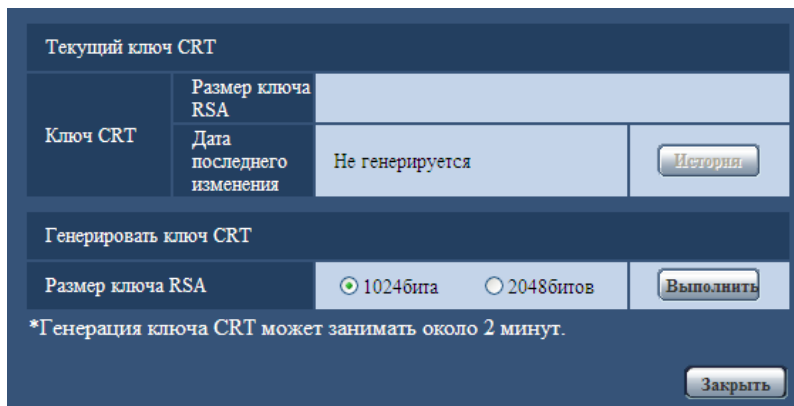 Текущий ключ CRT
Ключ CRT
Размер ключа
RSA
Дата
последнего
изменения
Не генерируется
История
Генерировать ключ CRT
Размер ключа RSA
1024бита
2048битов
Выполнить
*Генерация ключа CRT может занимать около 2 минут.
Закрыть